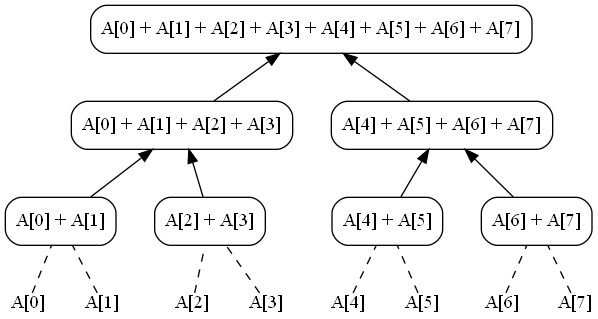 A[0] + A[1] + A[2] + A[3] + A[4] + A[5] + A[6] + A[7]
A[0] + A[1] + A[2] + A[3]
A[4] + A[5] + A[6] + A[7]
A[0] + A[1]
A[2] + A[3]
A[4] + A[5]
A[6] + A[7]
A[0]
A[1]
A[2]
A[3]
A[4]
A[5]
A[6]
A[7]